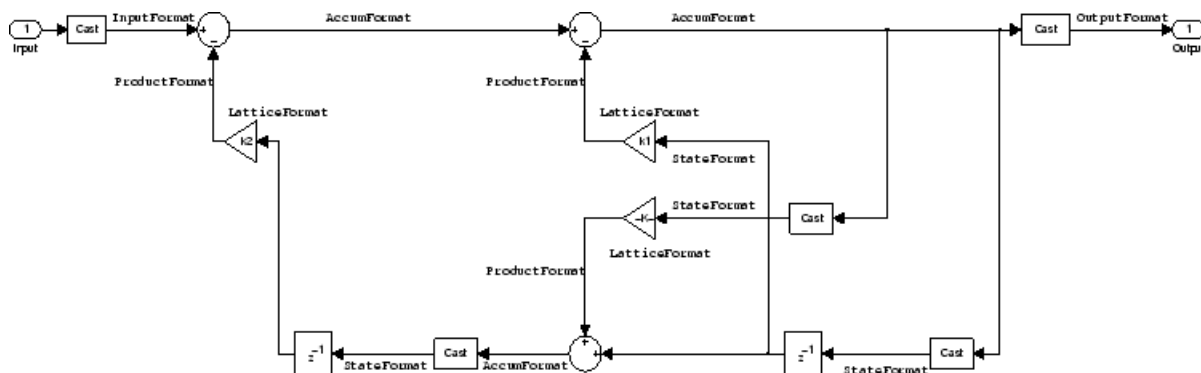 1
Input
Cast
InputFormat
+
−
AccumFormat
+
−
AccumFormat
Cast
OutputFormat
1
Output
ProductFormat
ProductFormat
LatticeFormat
k2
LatticeFormat
k1
StateFormat
-K-
StateFormat
Cast
LatticeFormat
ProductFormat
z⁻¹
StateFormat
Cast
AccumFormat
+
+
z⁻¹
StateFormat
Cast